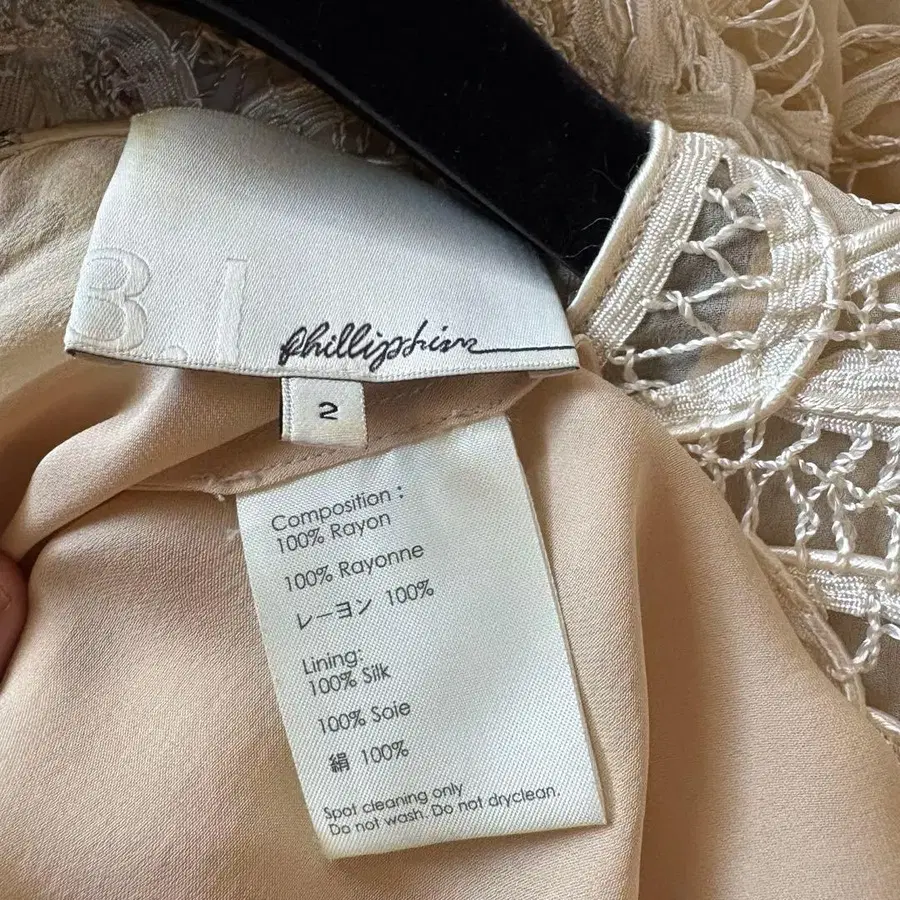 3.1
phillip lim
2
Composition :
100% Rayon
100% Rayonne
レーヨン 100%
Lining:
100% Silk
100% Soie
絹 100%
Spot cleaning only
Do not wash. Do not dryclean.